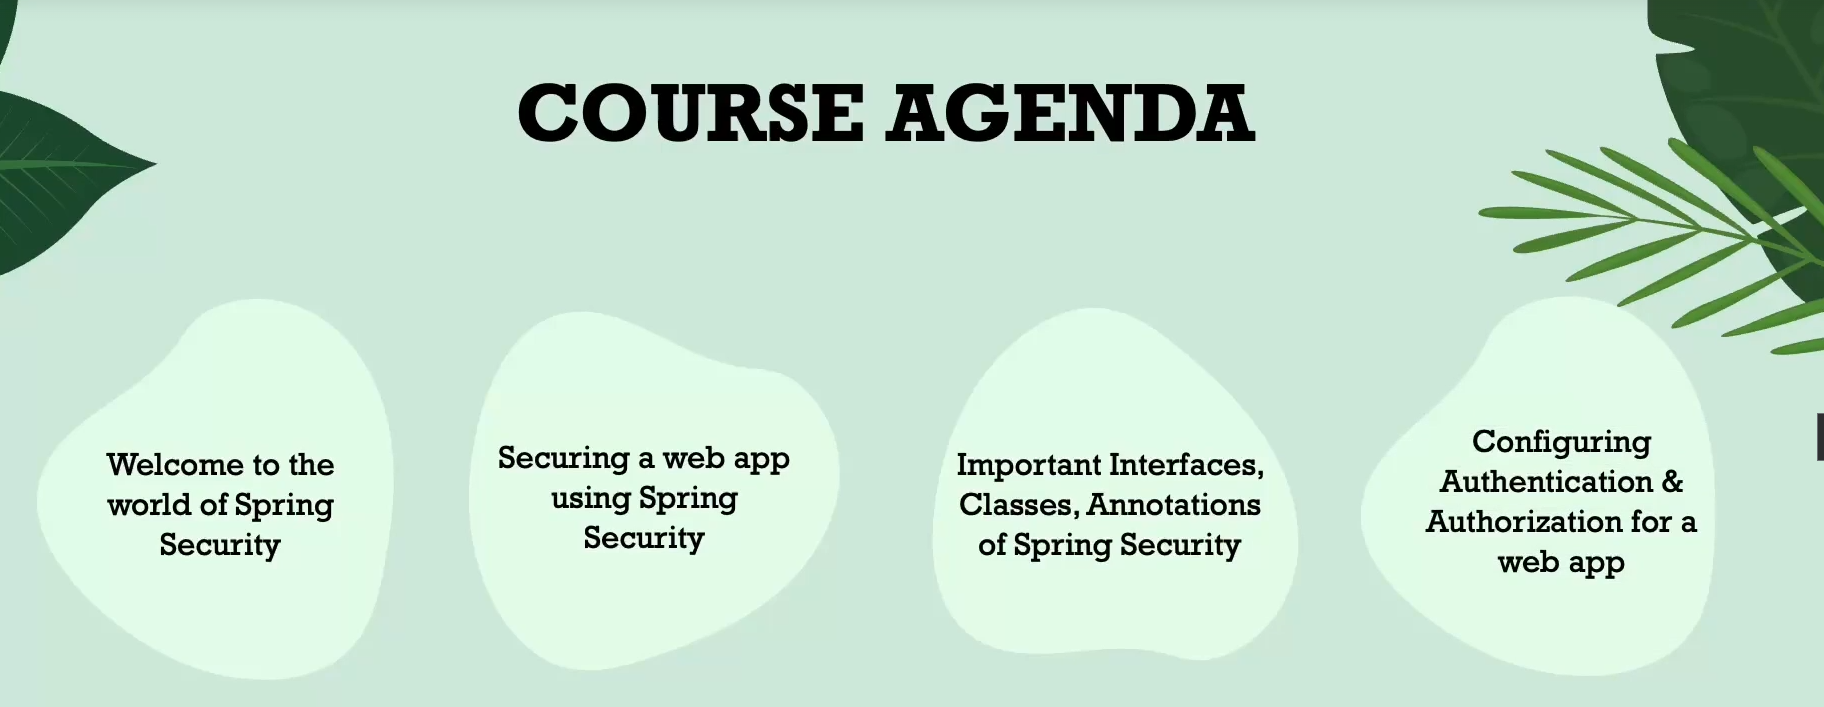 COURSE AGENDA
Welcome to the
world of Spring
Security
Securing a web app
using Spring
Security
Important Interfaces,
Classes, Annotations
of Spring Security
Configuring
Authentication &
Authorization for a
web app